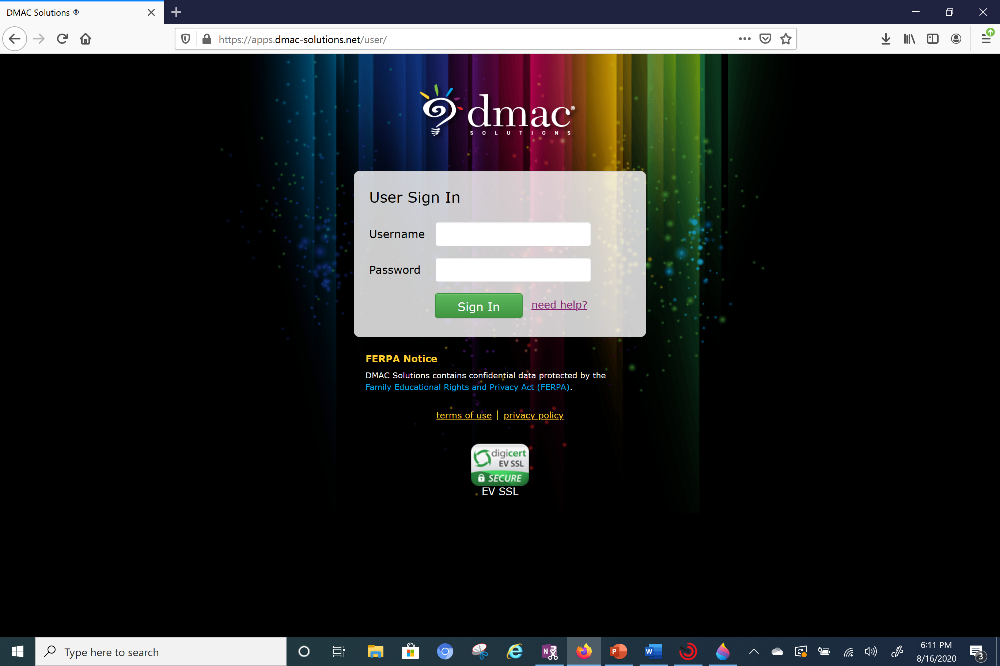 DMAC Solutions ®
https://apps.dmac-solutions.net/user/
dmac®
SOLUTIONS
User Sign In
Username
Password
Sign In need help?
FERPA Notice
DMAC Solutions contains confidential data protected by the
Family Educational Rights and Privacy Act (FERPA).
terms of use | privacy policy
digicert
EV SSL
SECURE
EV SSL
Type here to search
N
P
W
6:11 PM
8/16/2020
3